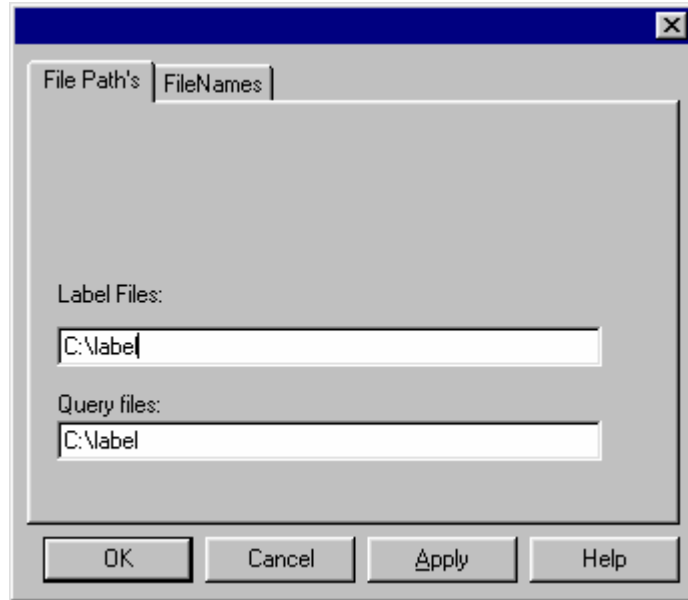 File Path's FileNames
Label Files:
C:\label
Query files:
C:\label
OK Cancel Apply Help